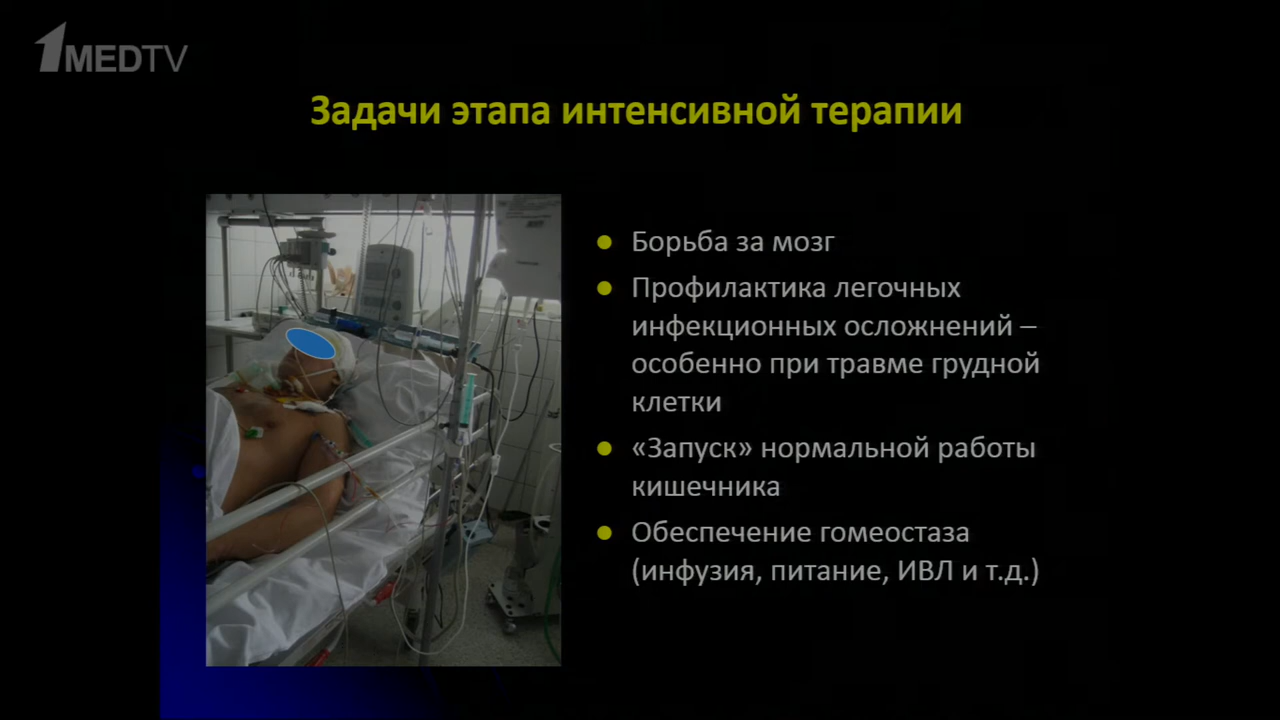 1MEDTV
Задачи этапа интенсивной терапии
Борьба за мозг
Профилактика легочных
инфекционных осложнений –
особенно при травме грудной
клетки
«Запуск» нормальной работы
кишечника
Обеспечение гомеостаза
(инфузия, питание, ИВЛ и т.д.)